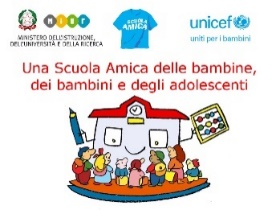 MIUR
MINISTERO DELL'ISTRUZIONE,
DELL'UNIVERSITÀ E DELLA RICERCA
SCUOLA
AMICA
unicef
uniti per i bambini
Una Scuola Amica delle bambine,
dei bambini e degli adolescenti